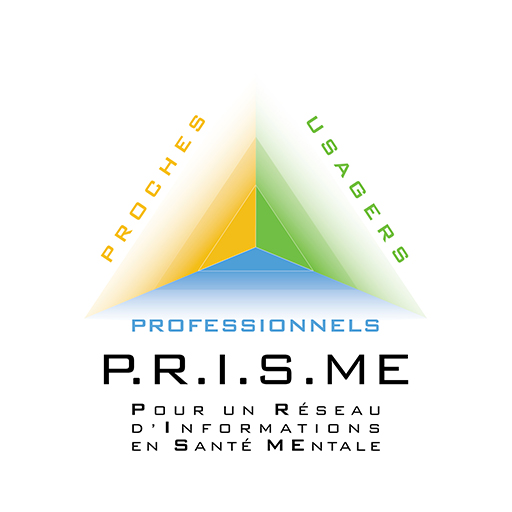 PROCHES
USAGERS
PROFESSIONNELS
P.R.I.S.ME
POUR UN RÉSEAU
D'INFORMATIONS
EN SANTÉ MENTALE